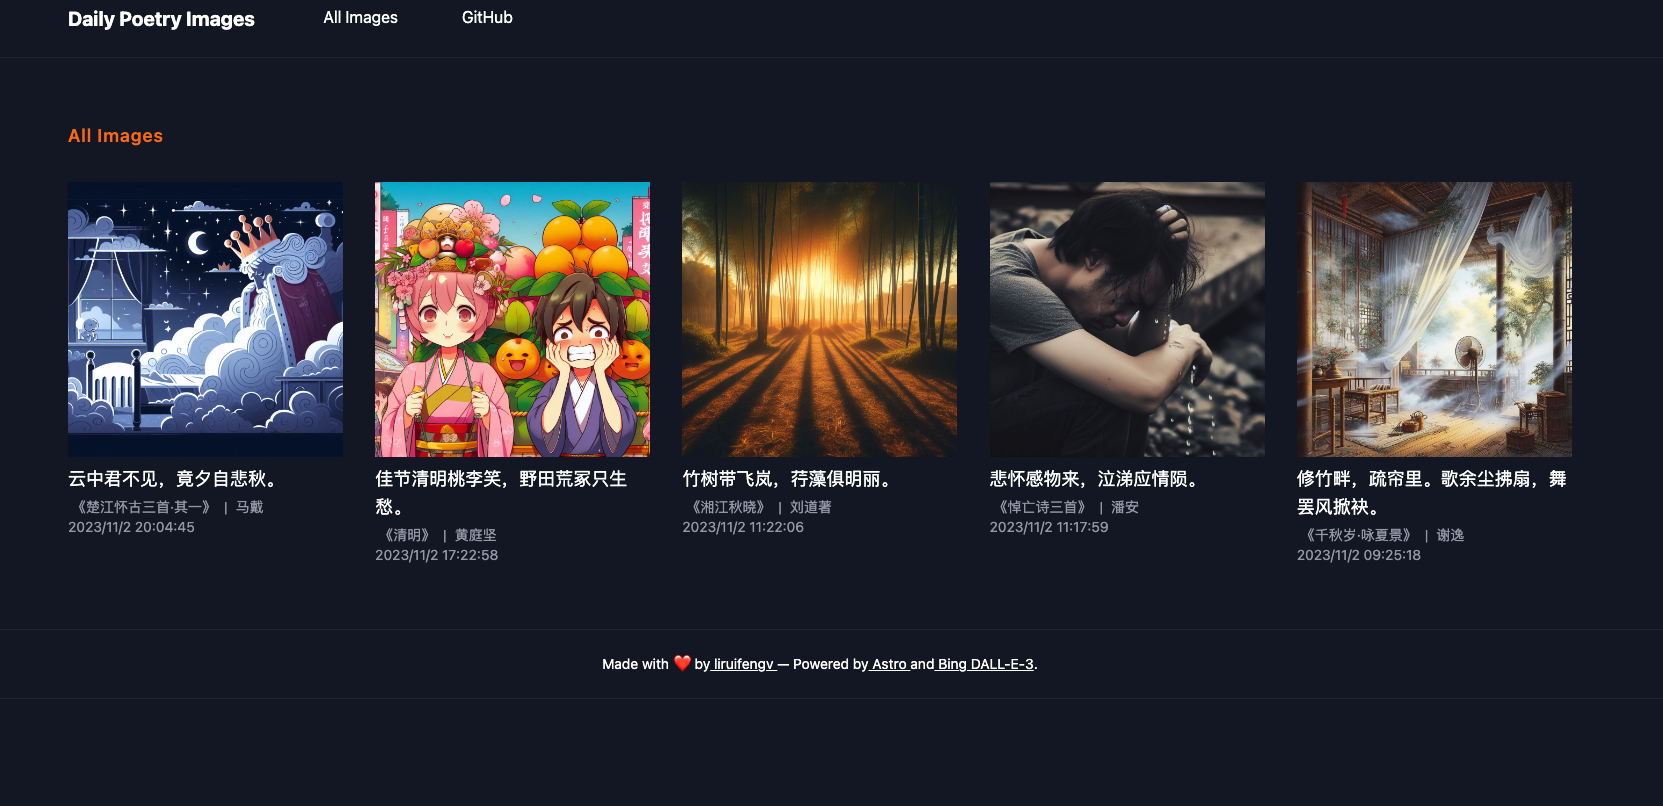 Daily Poetry Images
All Images
GitHub
All Images
云中君不见，竟夕自悲秋。
《楚江怀古三首·其一》 | 马戴
2023/11/2 20:04:45
佳节清明桃李笑，野田荒冢只生
愁。
《清明》 | 黄庭坚
2023/11/2 17:22:58
竹树带飞岚，荇藻俱明丽。
《湘江秋晓》 | 刘道著
2023/11/2 11:22:06
悲怀感物来，泣涕应情陨。
《悼亡诗三首》 | 潘安
2023/11/2 11:17:59
修竹畔，疏帘里。歌余尘拂扇，舞
罢风掀袂。
《千秋岁·咏夏景》 | 谢逸
2023/11/2 09:25:18
Made with ❤️ by liruifengv — Powered by Astro and Bing DALL-E-3.